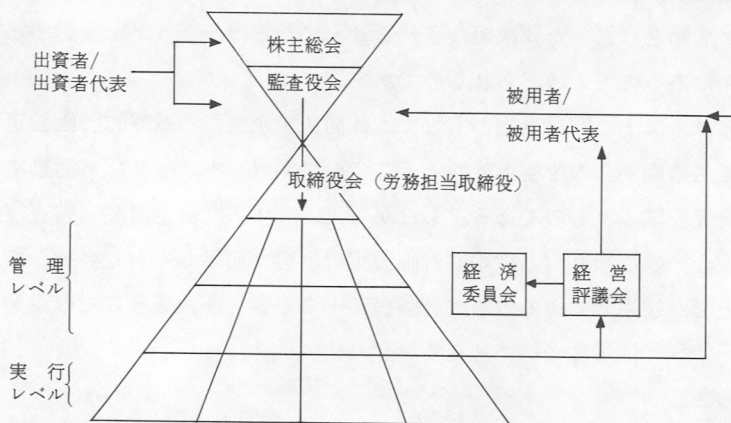 株主総会
監査役会
出資者/
出資者代表
被用者/
被用者代表
取締役会（労務担当取締役）
管理
レベル
経済
委員会
経営
評議会
実行
レベル